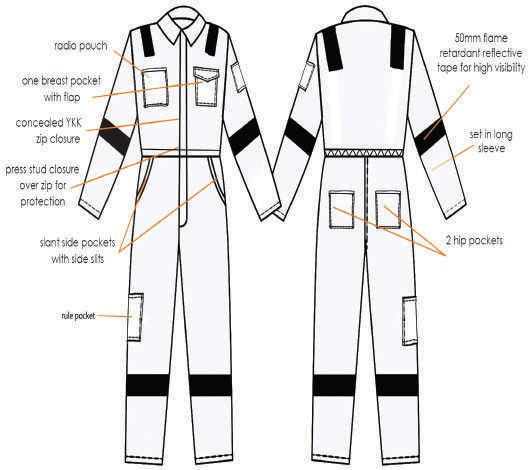 radio pouch
one breast pocket
with flap
concealed YKK
zip closure
press stud closure
over zip for
protection
slant side pockets
with side slits
rule pocket
50mm flame
retardant reflective
tape for high visibility
set in long
sleeve
2 hip pockets